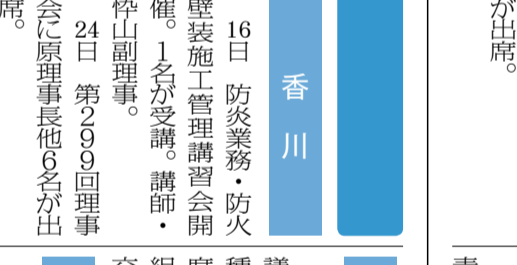 が出席。
香川
16日　防炎業務・防火
壁装施工管理講習会開
催。1名が受講。講師・
枠山副理事。
24日　第299回理事
会に原理事長他6名が出
席。